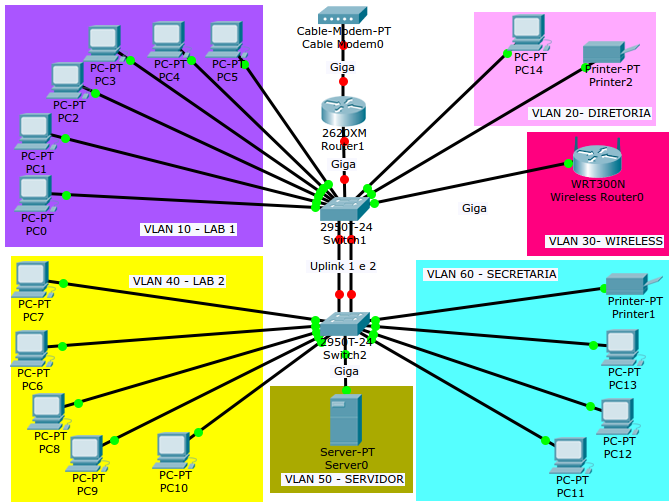 Cable-Modem-PT
Cable Modem0
Giga
2620XM
Router1
Giga
PC-PT
PC3
PC-PT
PC4
PC-PT
PC5
PC-PT
PC2
PC-PT
PC1
PC-PT
PC0
VLAN 10 - LAB 1
PC-PT
PC14
Printer-PT
Printer2
VLAN 20- DIRETORIA
WRT300N
Wireless Router0
VLAN 30- WIRELESS
Giga
2950T-24
Switch1
Uplink 1 e 2
2950T-24
Switch2
Giga
VLAN 40 - LAB 2
PC-PT
PC7
PC-PT
PC6
PC-PT
PC8
PC-PT
PC9
PC-PT
PC10
Server-PT
Server0
VLAN 50 - SERVIDOR
VLAN 60 - SECRETARIA
Printer-PT
Printer1
PC-PT
PC13
PC-PT
PC12
PC-PT
PC11